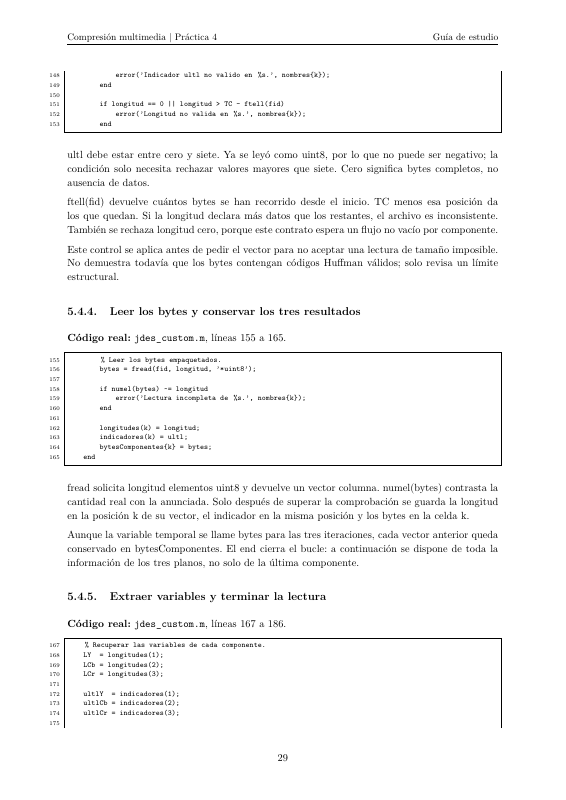 Compresión multimedia | Práctica 4 Guía de estudio
148 error('Indicador ultl no valido en %s.', nombres{k});
149 end
150
151 if longitud == 0 || longitud > TC - ftell(fid)
152 error('Longitud no valida en %s.', nombres{k});
153 end
ultl debe estar entre cero y siete. Ya se leyó como uint8, por lo que no puede ser negativo; la
condición solo necesita rechazar valores mayores que siete. Cero significa bytes completos, no
ausencia de datos.
ftell(fid) devuelve cuántos bytes se han recorrido desde el inicio. TC menos esa posición da
los que quedan. Si la longitud declara más datos que los restantes, el archivo es inconsistente.
También se rechaza longitud cero, porque este contrato espera un flujo no vacío por componente.
Este control se aplica antes de pedir el vector para no aceptar una lectura de tamaño imposible.
No demuestra todavía que los bytes contengan códigos Huffman válidos; solo revisa un límite
estructural.
5.4.4. Leer los bytes y conservar los tres resultados
Código real: jdes_custom.m, líneas 155 a 165.
155 % Leer los bytes empaquetados.
156 bytes = fread(fid, longitud, '*uint8');
157
158 if numel(bytes) ~= longitud
159 error('Lectura incompleta de %s.', nombres{k});
160 end
161
162 longitudes(k) = longitud;
163 indicadores(k) = ultl;
164 bytesComponentes{k} = bytes;
165 end
fread solicita longitud elementos uint8 y devuelve un vector columna. numel(bytes) contrasta la
cantidad real con la anunciada. Solo después de superar la comprobación se guarda la longitud
en la posición k de su vector, el indicador en la misma posición y los bytes en la celda k.
Aunque la variable temporal se llame bytes para las tres iteraciones, cada vector anterior queda
conservado en bytesComponentes. El end cierra el bucle: a continuación se dispone de toda la
información de los tres planos, no solo de la última componente.
5.4.5. Extraer variables y terminar la lectura
Código real: jdes_custom.m, líneas 167 a 186.
167 % Recuperar las variables de cada componente.
168 LY = longitudes(1);
169 LCb = longitudes(2);
170 LCr = longitudes(3);
171
172 ultlY = indicadores(1);
173 ultlCb = indicadores(2);
174 ultlCr = indicadores(3);
175
29